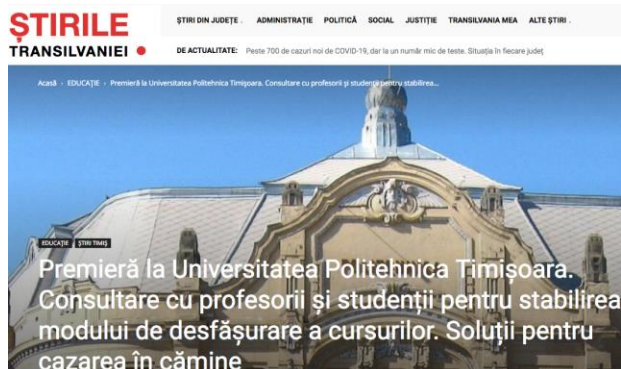 ȘTIRILE
TRANSILVANIEI
ȘTIRI DIN JUDEȚE . ADMINISTRAȚIE POLITICĂ SOCIAL JUSTIȚIE TRANSILVANIA MEA ALTE ȘTIRI .
DE ACTUALITATE: Peste 700 de cazuri noi de COVID-19, dar la un număr mic de teste. Situația în fiecare județ
Acasă › EDUCAȚIE › Premieră la Universitatea Politehnica Timișoara. Consultare cu profesorii și studenții pentru stabilirea...
EDUCAȚIE ȘTIRI TIMIȘ
Premieră la Universitatea Politehnica Timișoara.
Consultare cu profesorii și studenții pentru stabilirea
modului de desfășurare a cursurilor. Soluții pentru
cazarea în cămine